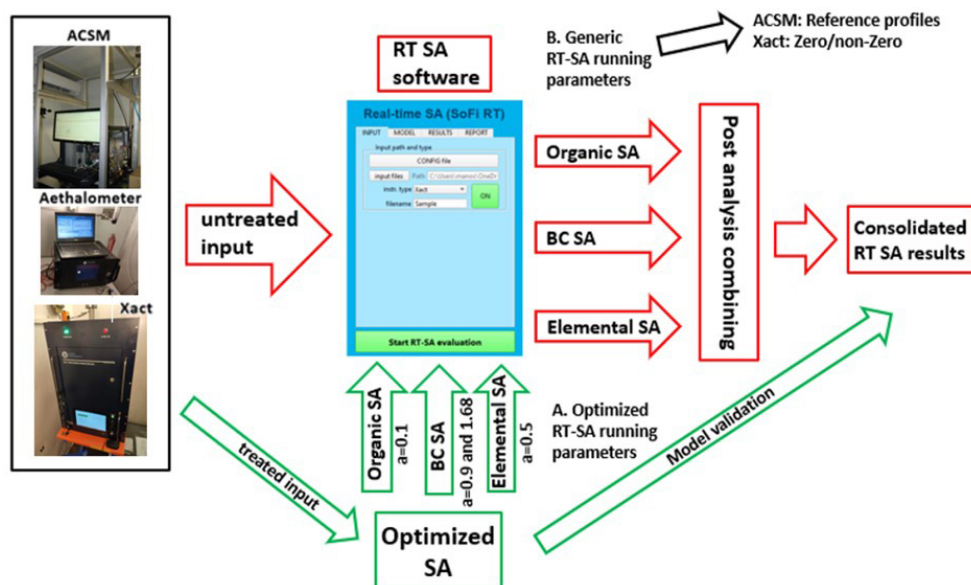 ACSM
Aethalometer
Xact
untreated
input
RT SA
software
Real-time SA (SoFi RT)
INPUT MODEL RESULTS REPORT
Input path and type
CONFIG file
input files Path C:\Users\manos\OneDr
instr. type Xact
filename Sample
ON
Start RT-SA evaluation
B. Generic
RT-SA running
parameters
ACSM: Reference profiles
Xact: Zero/non-Zero
Organic SA
BC SA
Elemental SA
Post analysis combining
Consolidated
RT SA results
Organic SA
a=0.1
BC SA
a=0.9 and 1.68
Elemental SA
a=0.5
A. Optimized
RT-SA running
parameters
treated input
Optimized
SA
Model validation